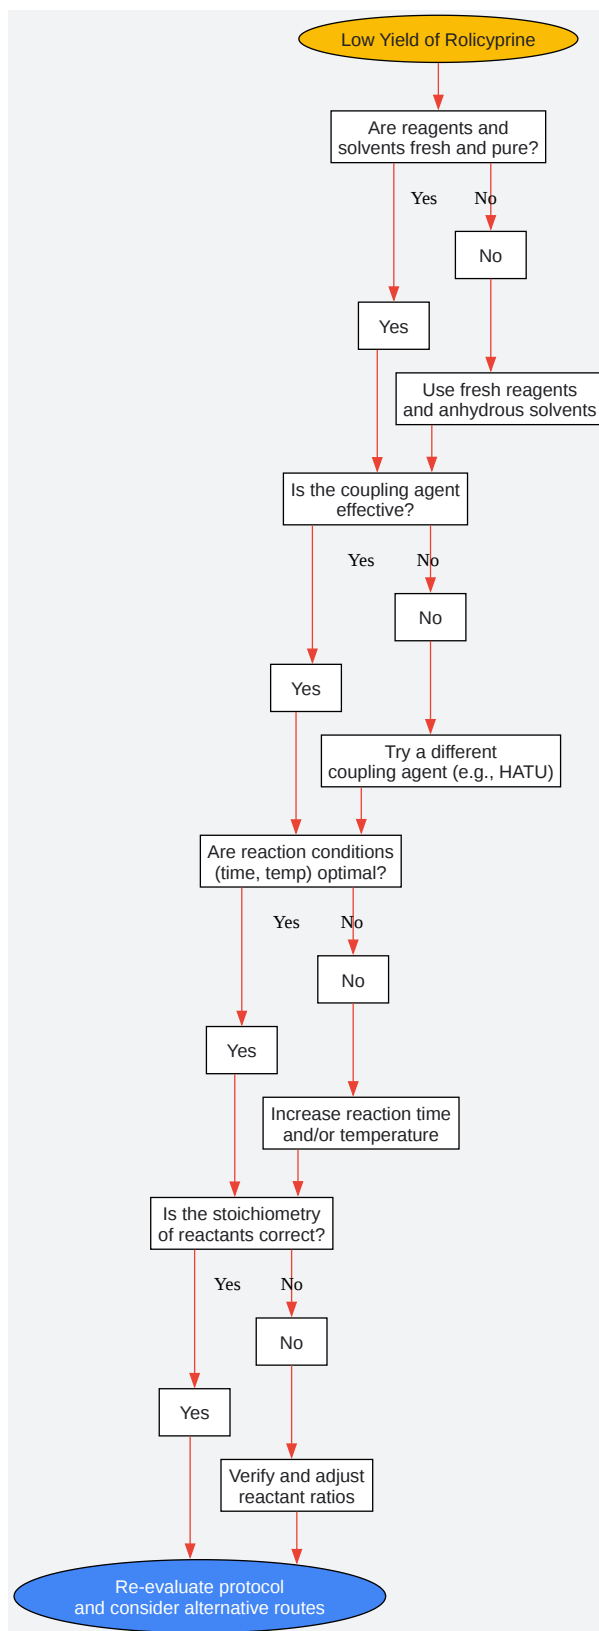 Low Yield of Rolicyprine
Are reagents and
solvents fresh and pure?
Yes
No
No
Yes
Use fresh reagents
and anhydrous solvents
Is the coupling agent
effective?
Yes
No
No
Yes
Try a different
coupling agent (e.g., HATU)
Are reaction conditions
(time, temp) optimal?
Yes
No
No
Yes
Increase reaction time
and/or temperature
Is the stoichiometry
of reactants correct?
Yes
No
No
Yes
Verify and adjust
reactant ratios
Re-evaluate protocol
and consider alternative routes